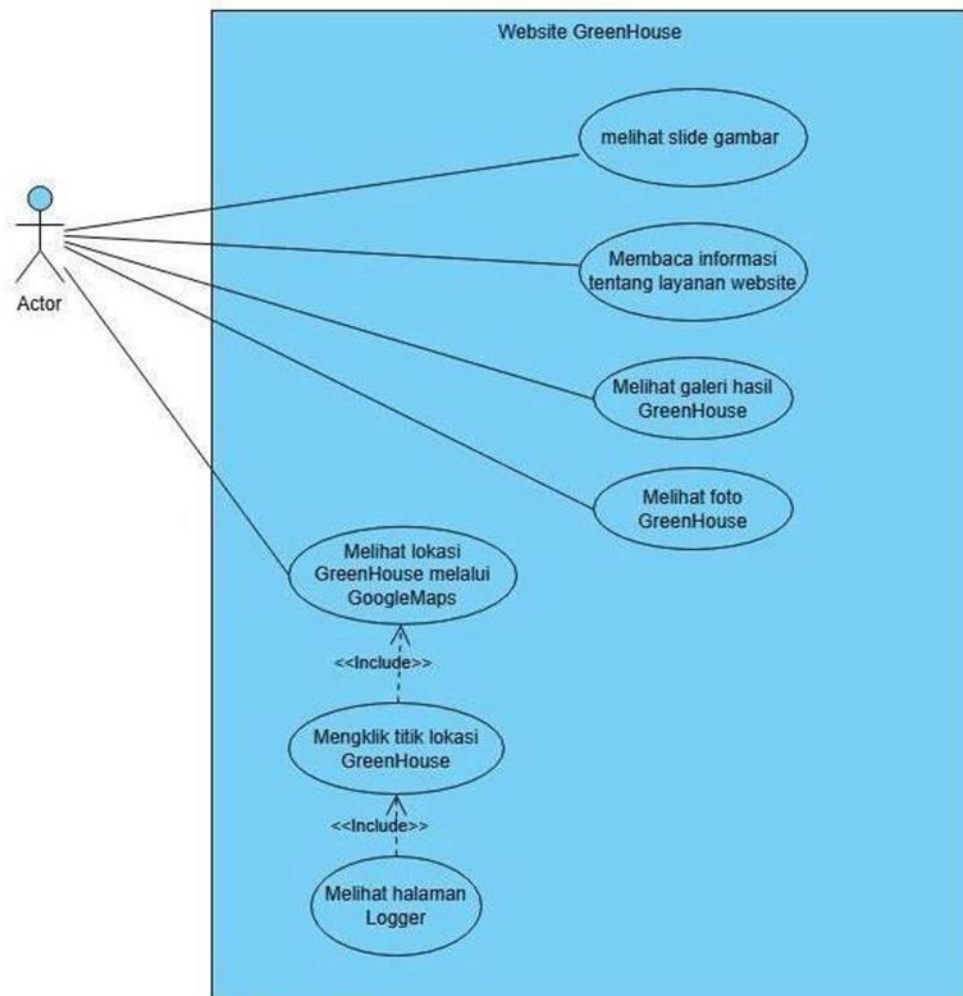 Website GreenHouse
melihat slide gambar
Actor
Membaca informasi
tentang layanan website
Melihat galeri hasil
GreenHouse
Melihat foto
GreenHouse
Melihat lokasi
GreenHouse melalui
GoogleMaps
<<Include>>
Mengklik titik lokasi
GreenHouse
<<Include>>
Melihat halaman
Logger